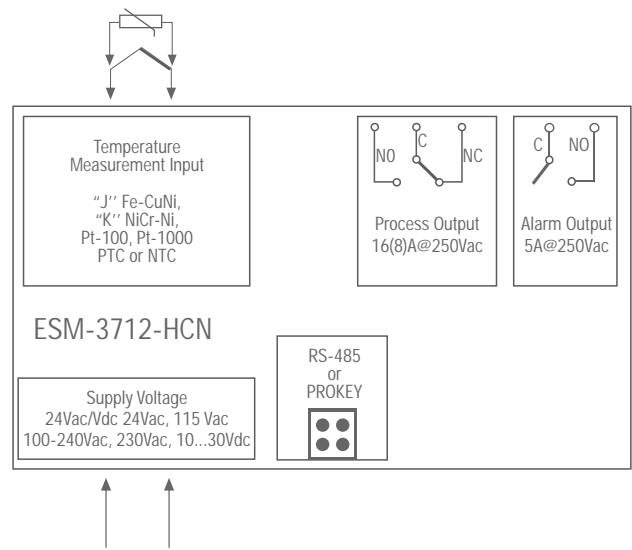 Temperature
Measurement Input
“J’’ Fe-CuNi,
“K’’ NiCr-Ni,
Pt-100, Pt-1000
PTC or NTC
NO
C
NC
Process Output
16(8)A@250Vac
C
NO
Alarm Output
5A@250Vac
ESM-3712-HCN
RS-485
or
PROKEY
Supply Voltage
24Vac/Vdc 24Vac, 115 Vac
100-240Vac, 230Vac, 10...30Vdc